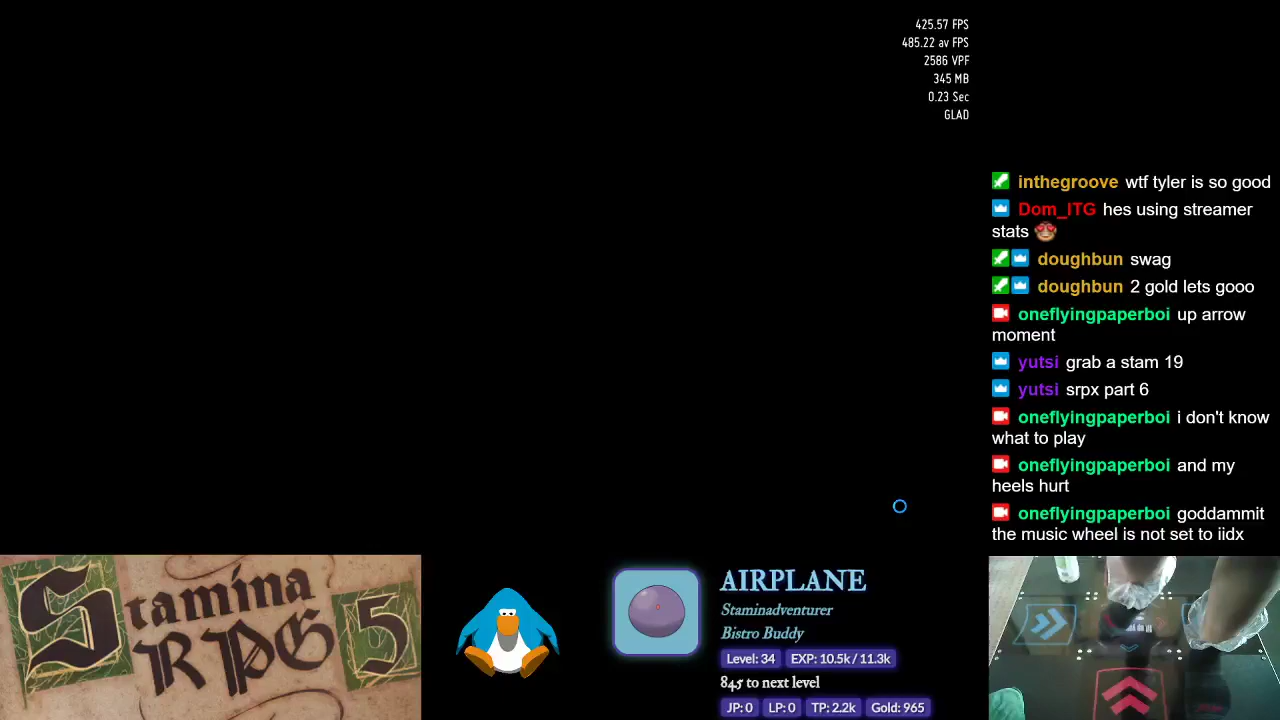 425.57 FPS
485.22 av FPS
2586 VPF
345 MB
0.23 Sec
GLAD
inthegroove wtf tyler is so good
Dom_ITG hes using streamer
stats
doughbun swag
doughbun 2 gold lets gooo
oneflyingpaperboi up arrow
moment
yutsi grab a stam 19
yutsi srpx part 6
oneflyingpaperboi i don't know
what to play
oneflyingpaperboi and my
heels hurt
oneflyingpaperboi goddammit
the music wheel is not set to iidx
Stamina
RPG 5
AIRPLANE
Staminadventurer
Bistro Buddy
Level: 34 EXP: 10.5k / 11.3k
845 to next level
JP: 0 LP: 0 TP: 2.2k Gold: 965